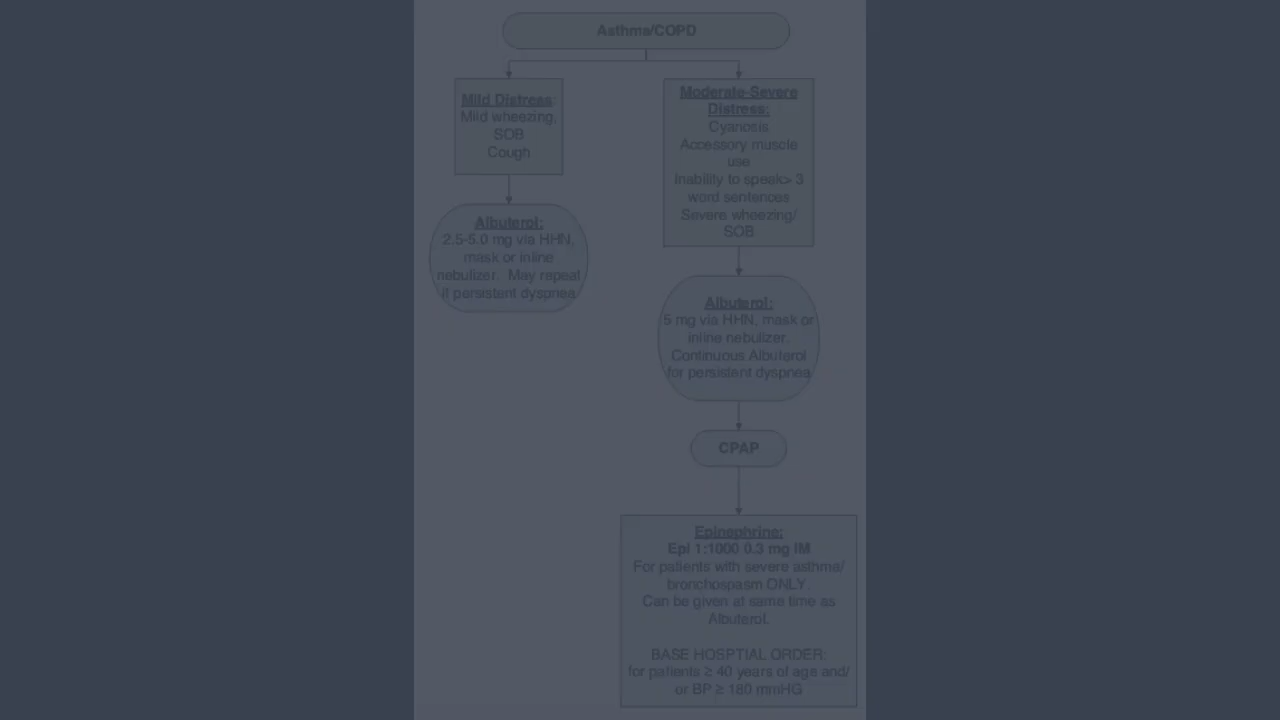 Asthma/COPD
Mild Distress:
Mild wheezing,
SOB
Cough
Albuterol:
2.5-5.0 mg via HHN,
mask or inline
nebulizer. May repeat
if persistent dyspnea
Moderate-Severe
Distress:
Cyanosis
Accessory muscle
use
Inability to speak> 3
word sentences
Severe wheezing/
SOB
Albuterol:
5 mg via HHN, mask or
inline nebulizer.
Continuous Albuterol
for persistent dyspnea
CPAP
Epinephrine:
Epi 1:1000 0.3 mg IM
For patients with severe asthma/
bronchospasm ONLY.
Can be given at same time as
Albuterol.
BASE HOSPTIAL ORDER:
for patients ≥ 40 years of age and/
or BP ≥ 180 mmHG